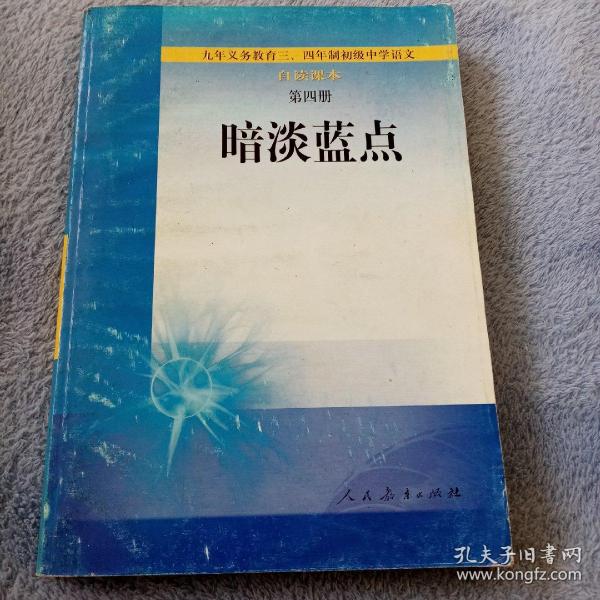 九年义务教育三、四年制初级中学语文
自读课本
第四册
暗淡蓝点
人民教育出版社
孔夫子旧書网
www.kongfz.com